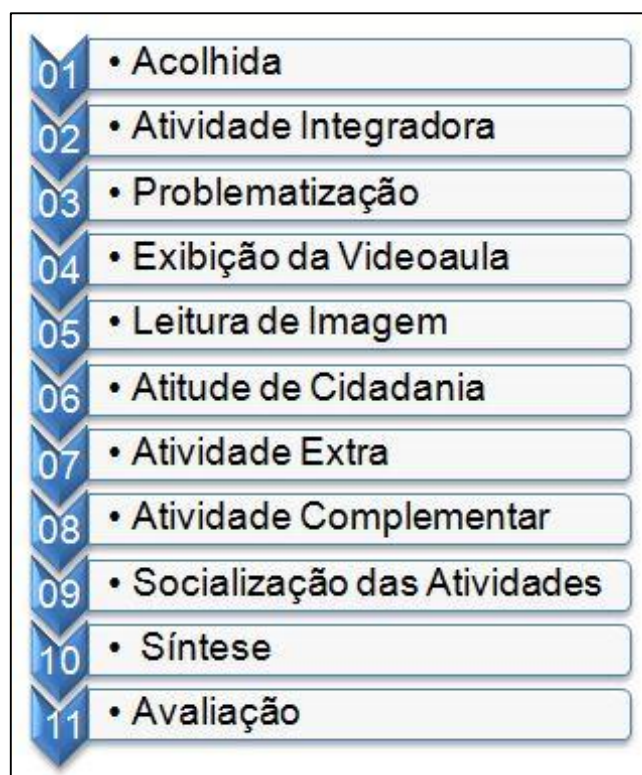 01 • Acolhida
02 • Atividade Integradora
03 • Problematização
04 • Exibição da Videoaula
05 • Leitura de Imagem
06 • Atitude de Cidadania
07 • Atividade Extra
08 • Atividade Complementar
09 • Socialização das Atividades
10 • Síntese
11 • Avaliação